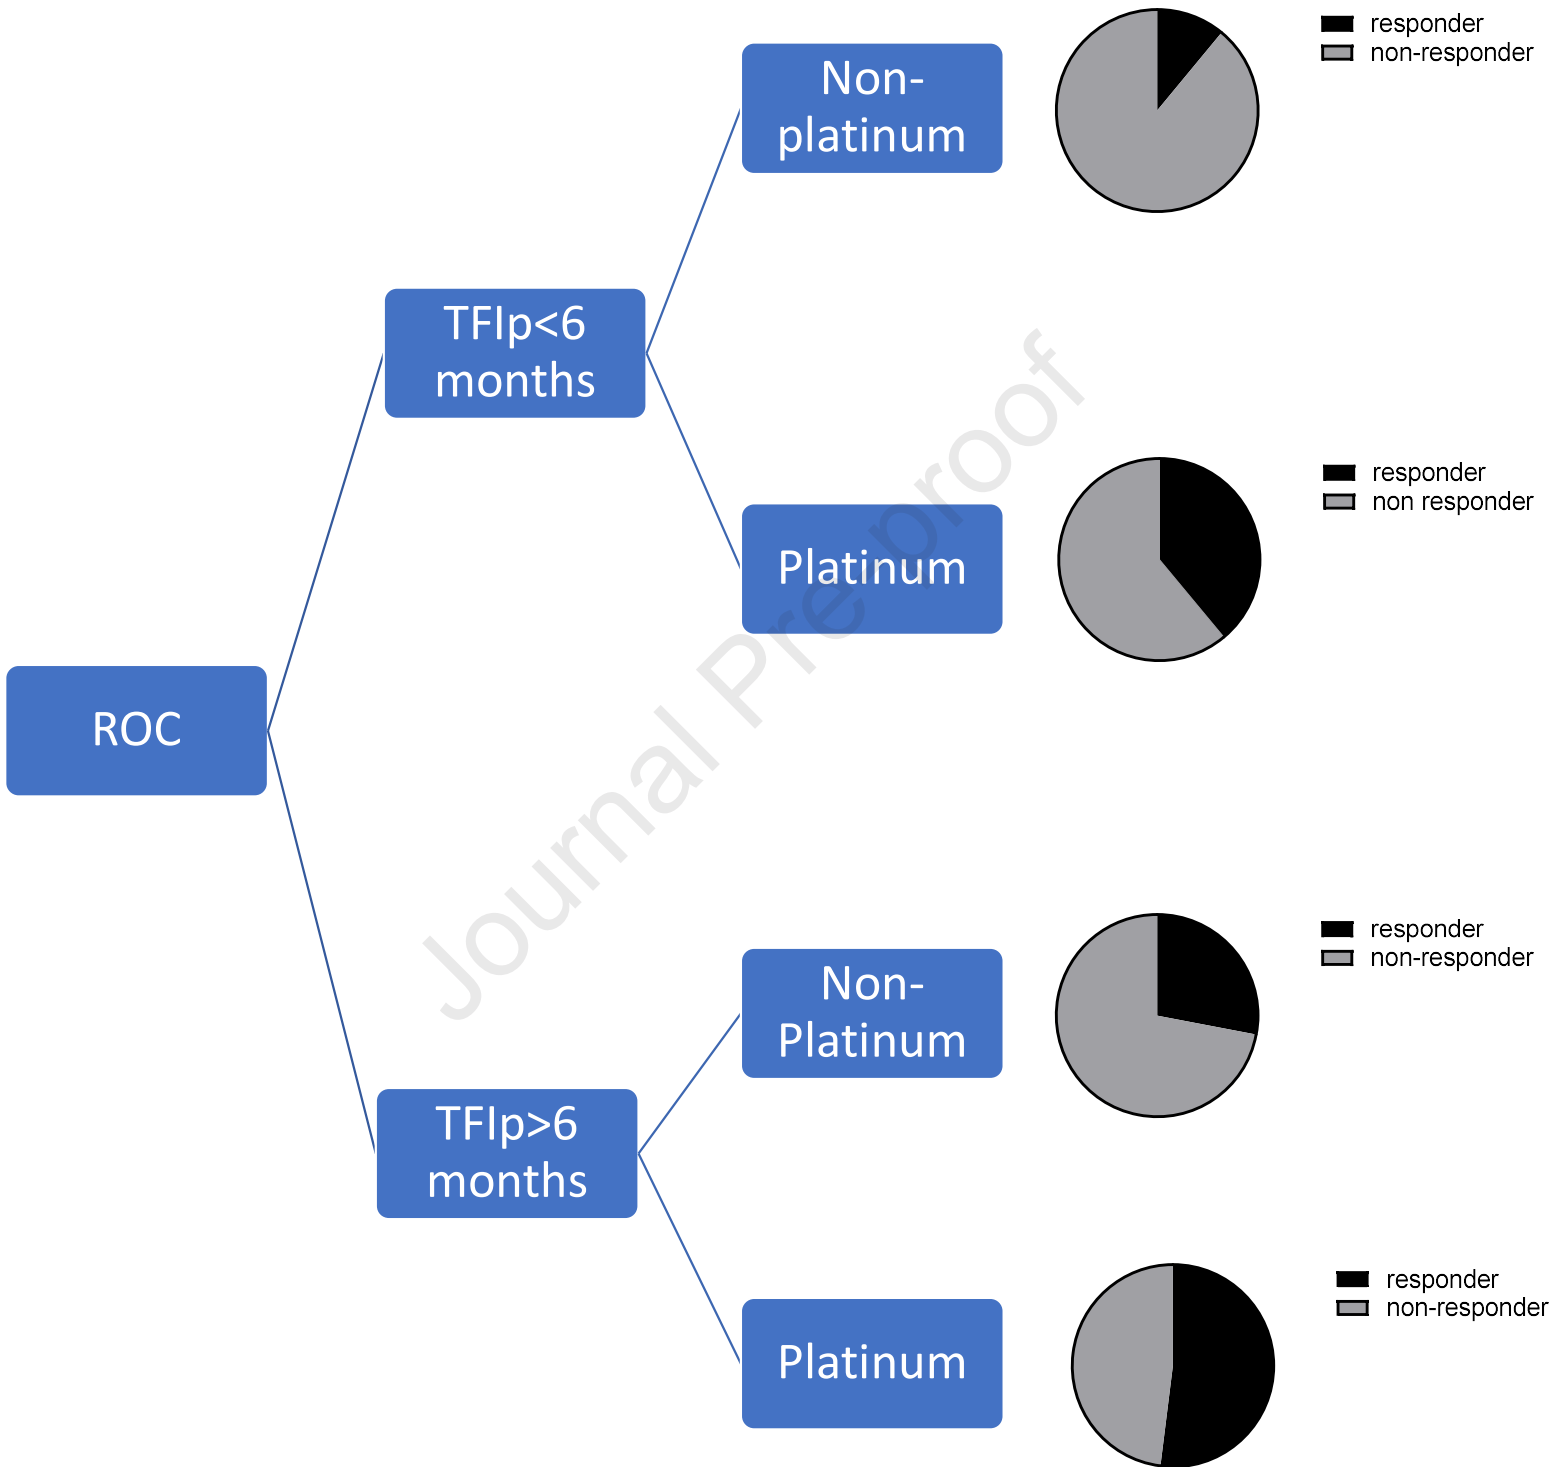 Non-
platinum
responder
non-responder
TFIp<6
months
Platinum
responder
non responder
ROC
Non-
Platinum
responder
non-responder
TFIp>6
months
Platinum
responder
non-responder
Journal Pre-proof